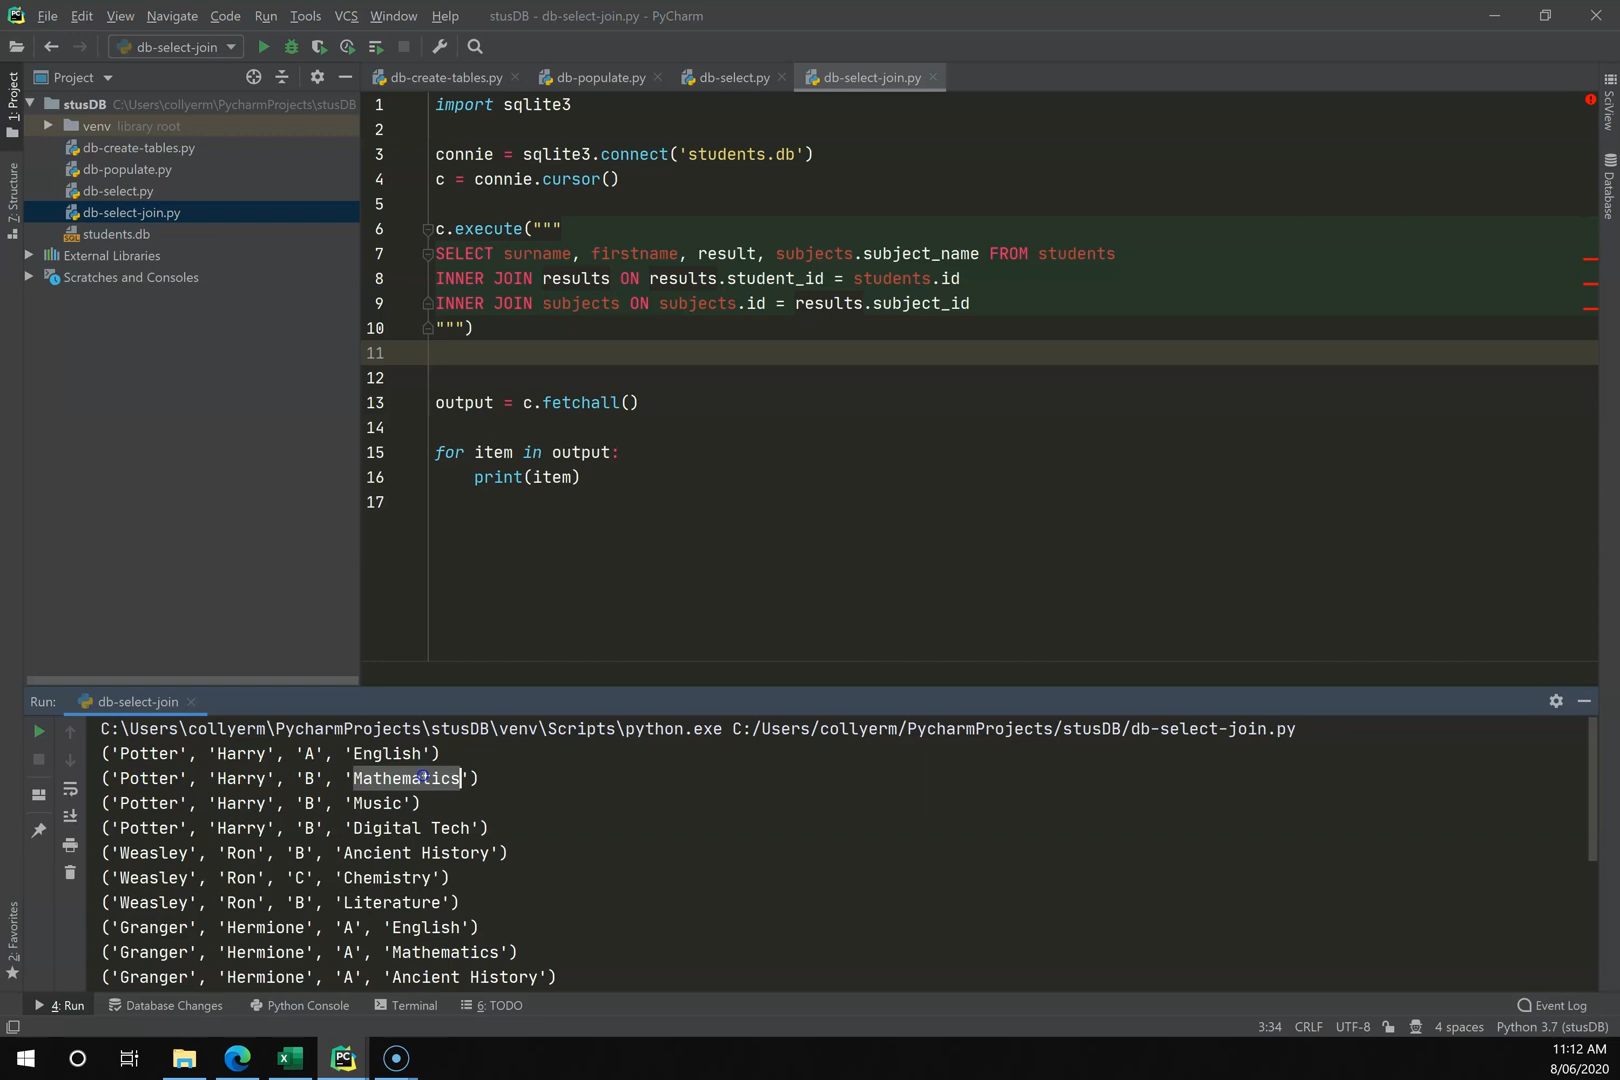 File Edit View Navigate Code Run Tools VCS Window Help stusDB - db-select-join.py - PyCharm
db-select-join
Project
db-create-tables.py db-populate.py db-select.py db-select-join.py
1: Project
7: Structure
2: Favorites
SciView
Database
stusDB C:\Users\collyerm\PycharmProjects\stusDB
venv library root
db-create-tables.py
db-populate.py
db-select.py
db-select-join.py
students.db
External Libraries
Scratches and Consoles
1 import sqlite3
2
3 connie = sqlite3.connect('students.db')
4 c = connie.cursor()
5
6 c.execute("""
7 SELECT surname, firstname, result, subjects.subject_name FROM students
8 INNER JOIN results ON results.student_id = students.id
9 INNER JOIN subjects ON subjects.id = results.subject_id
10 """)
11
12
13 output = c.fetchall()
14
15 for item in output:
16 print(item)
17
Run: db-select-join
C:\Users\collyerm\PycharmProjects\stusDB\venv\Scripts\python.exe C:/Users/collyerm/PycharmProjects/stusDB/db-select-join.py
('Potter', 'Harry', 'A', 'English')
('Potter', 'Harry', 'B', 'Mathematics')
('Potter', 'Harry', 'B', 'Music')
('Potter', 'Harry', 'B', 'Digital Tech')
('Weasley', 'Ron', 'B', 'Ancient History')
('Weasley', 'Ron', 'C', 'Chemistry')
('Weasley', 'Ron', 'B', 'Literature')
('Granger', 'Hermione', 'A', 'English')
('Granger', 'Hermione', 'A', 'Mathematics')
('Granger', 'Hermione', 'A', 'Ancient History')
4: Run Database Changes Python Console Terminal 6: TODO Event Log
3:34 CRLF UTF-8 4 spaces Python 3.7 (stusDB)
11:12 AM
8/06/2020